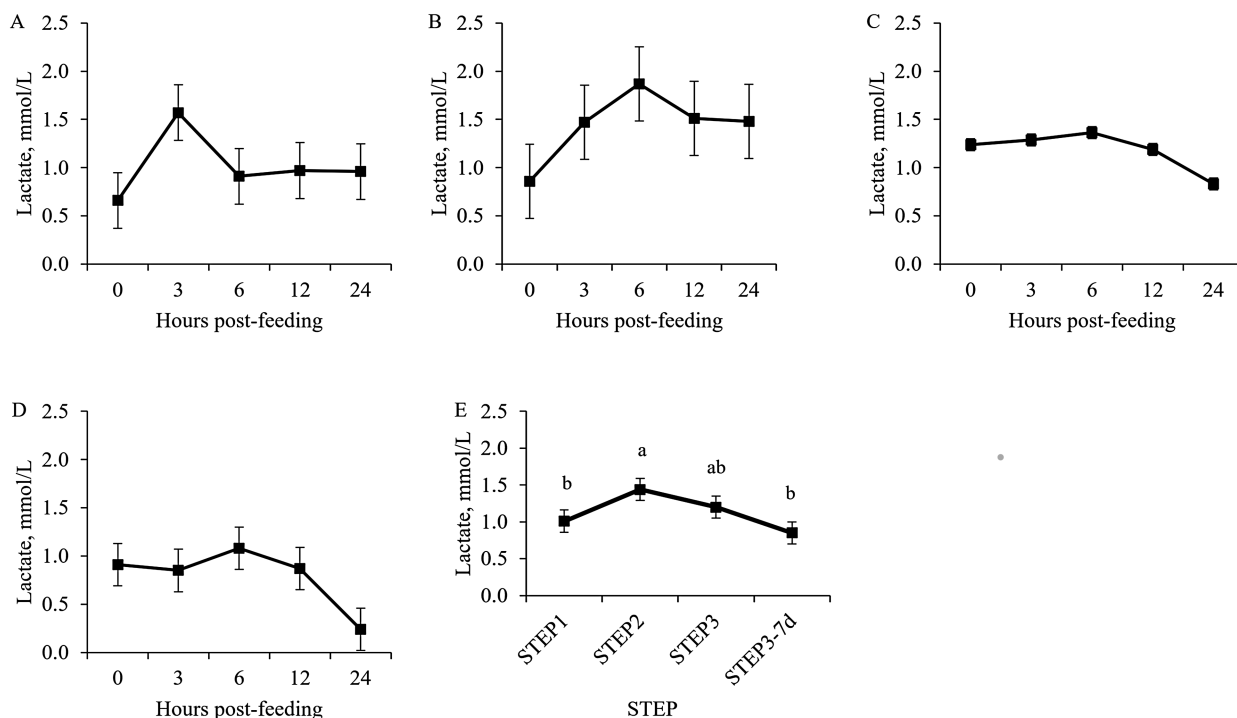 A
Lactate, mmol/L
2.5
2.0
1.5
1.0
0.5
0.0
0 3 6 12 24
Hours post-feeding
B
Lactate, mmol/L
2.5
2.0
1.5
1.0
0.5
0.0
0 3 6 12 24
Hours post-feeding
C
Lactate, mmol/L
2.5
2.0
1.5
1.0
0.5
0.0
0 3 6 12 24
Hours post-feeding
D
Lactate, mmol/L
2.5
2.0
1.5
1.0
0.5
0.0
0 3 6 12 24
Hours post-feeding
E
Lactate, mmol/L
2.5
2.0
1.5
1.0
0.5
0.0
b a ab b
STEP1 STEP2 STEP3 STEP3-7d
STEP